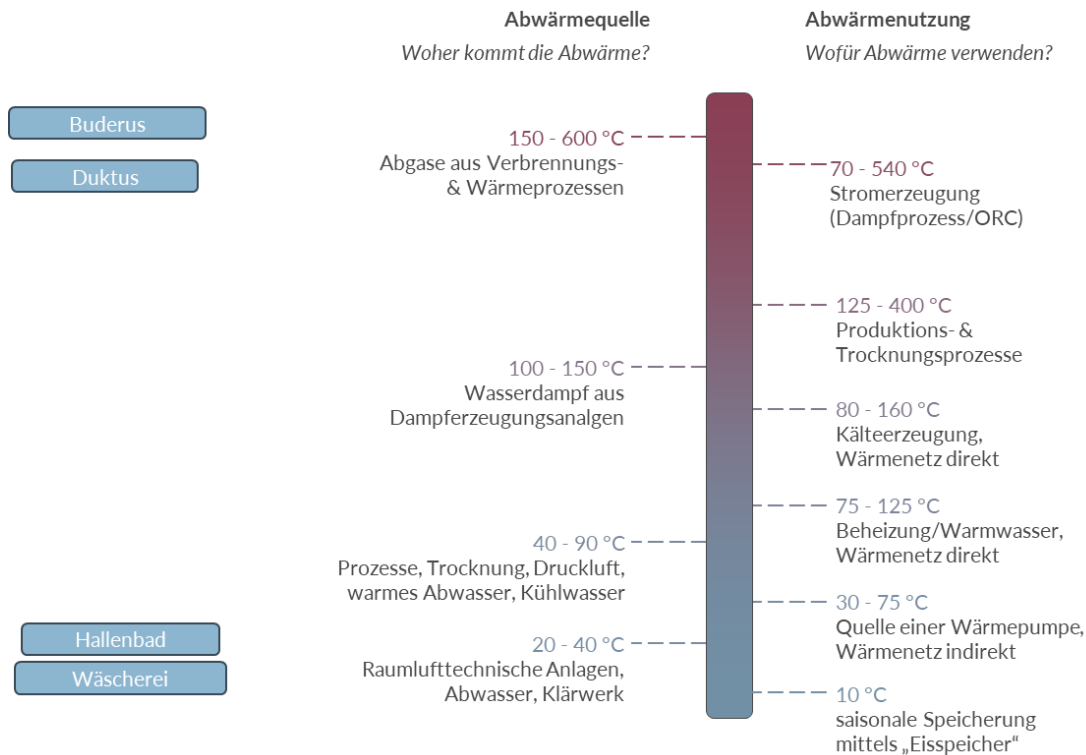 Abwärmequelle
Woher kommt die Abwärme?
Abwärmenutzung
Wofür Abwärme verwenden?
Buderus
Duktus
Hallenbad
Wäscherei
150 - 600 °C
Abgase aus Verbrennungs-
& Wärmeprozessen
100 - 150 °C
Wasserdampf aus
Dampferzeugungsanalgen
40 - 90 °C
Prozesse, Trocknung, Druckluft,
warmes Abwasser, Kühlwasser
20 - 40 °C
Raumlufttechnische Anlagen,
Abwasser, Klärwerk
70 - 540 °C
Stromerzeugung
(Dampfprozess/ORC)
125 - 400 °C
Produktions- &
Trocknungsprozesse
80 - 160 °C
Kälteerzeugung,
Wärmenetz direkt
75 - 125 °C
Beheizung/Warmwasser,
Wärmenetz direkt
30 - 75 °C
Quelle einer Wärmepumpe,
Wärmenetz indirekt
10 °C
saisonale Speicherung
mittels „Eisspeicher“